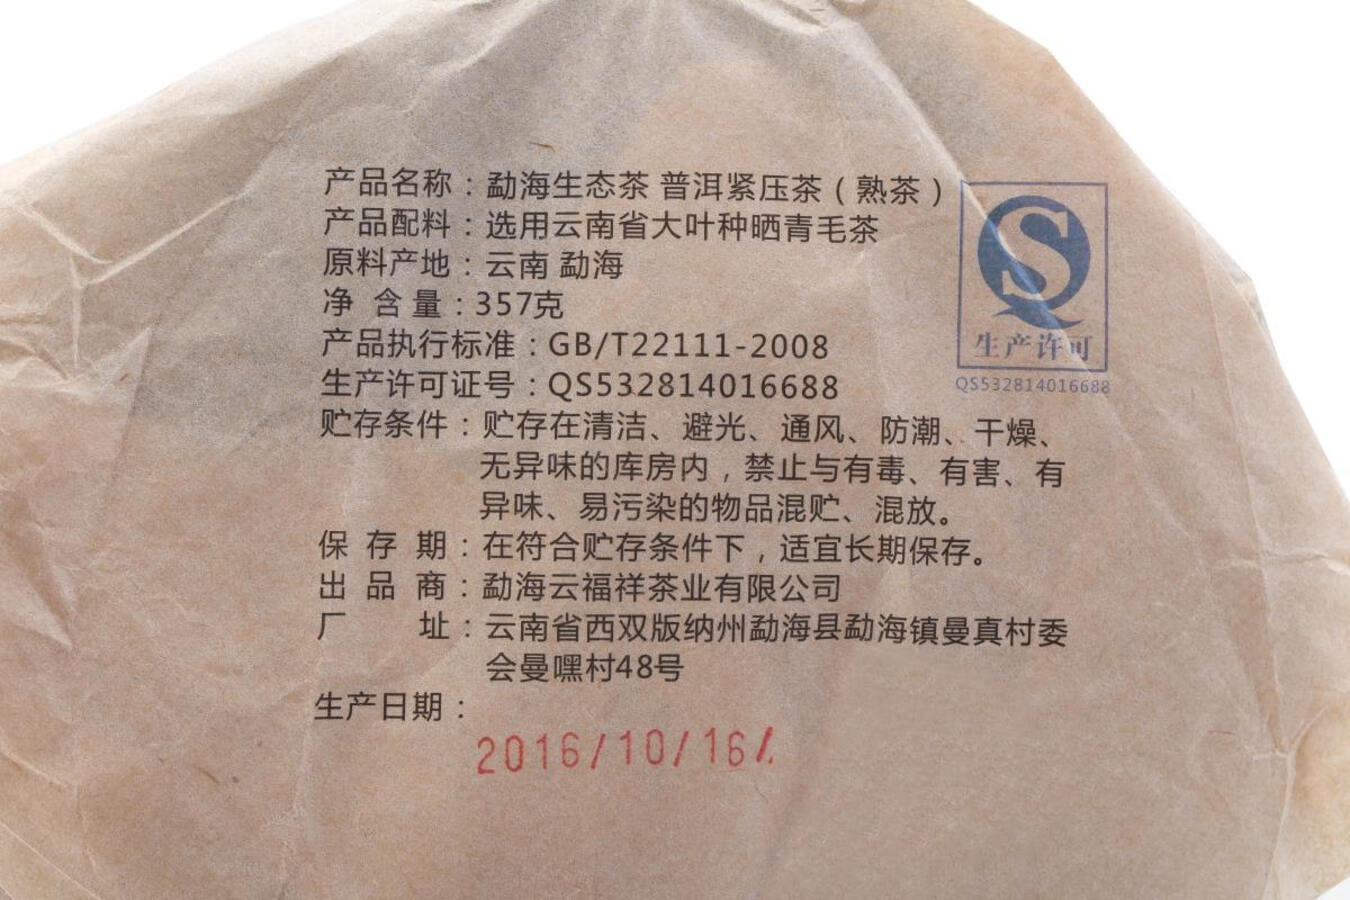 产品名称：勐海生态茶 普洱紧压茶（熟茶）
产品配料：选用云南省大叶种晒青毛茶
原料产地：云南 勐海
净 含 量：357克
产品执行标准：GB/T22111-2008
生产许可证号：QS532814016688
贮存条件：贮存在清洁、避光、通风、防潮、干燥、
无异味的库房内，禁止与有毒、有害、有
异味、易污染的物品混贮、混放。
保 存 期：在符合贮存条件下，适宜长期保存。
出 品 商：勐海云福祥茶业有限公司
厂 址：云南省西双版纳州勐海县勐海镇曼真村委
会曼嘿村48号
生产日期：
2016/10/16
QS
生产许可
QS532814016688